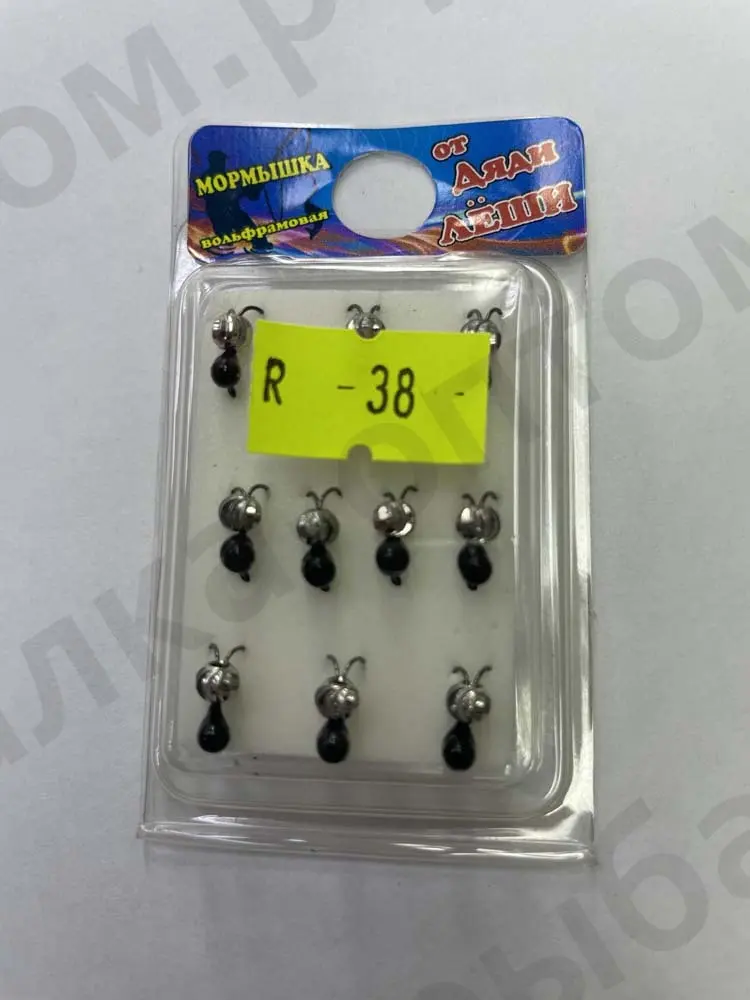 МОРМЫШКА
вольфрамовая
от
ДЯДИ
ЛЁШИ
R - 38 -